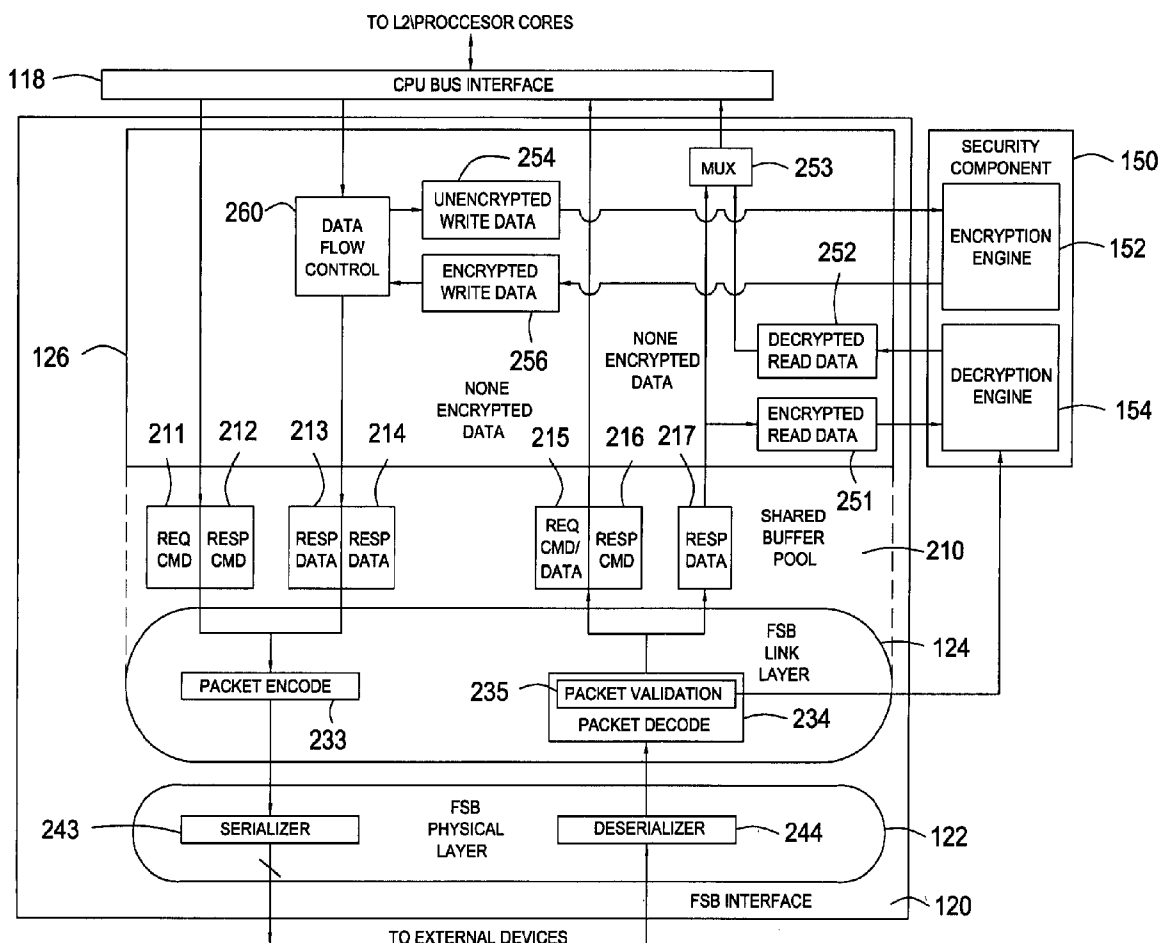 TO L2\PROCCESOR CORES
118
CPU BUS INTERFACE
254
MUX
253
SECURITY
COMPONENT
150
260
DATA
FLOW
CONTROL
UNENCRYPTED
WRITE DATA
ENCRYPTION
ENGINE
152
252
ENCRYPTED
WRITE DATA
256
126
NONE
ENCRYPTED
DATA
NONE
ENCRYPTED
DATA
DECRYPTED
READ DATA
DECRYPTION
ENGINE
154
ENCRYPTED
READ DATA
251
211
212
213
214
215
216
217
REQ
CMD
RESP
CMD
RESP
DATA
RESP
DATA
REQ
CMD/
DATA
RESP
CMD
RESP
DATA
SHARED
BUFFER
POOL
210
FSB
LINK
LAYER
124
PACKET ENCODE
233
235
PACKET VALIDATION
PACKET DECODE
234
243
SERIALIZER
FSB
PHYSICAL
LAYER
DESERIALIZER
244
122
FSB INTERFACE
120
TO EXTERNAL DEVICES